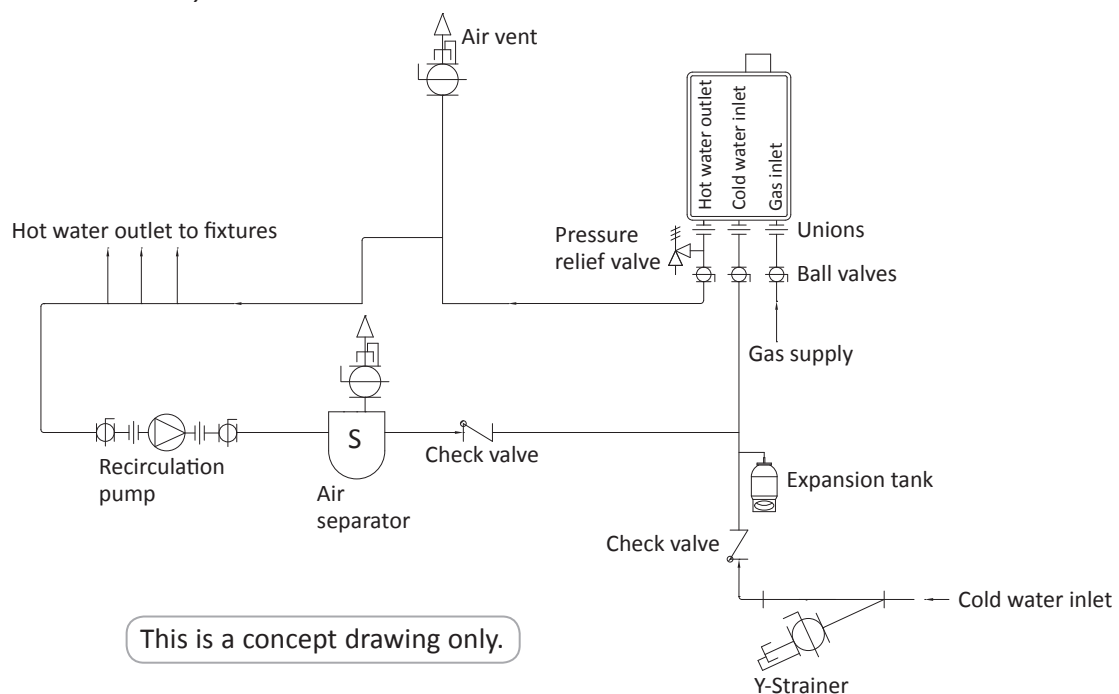 Air vent
Hot water outlet
Cold water inlet
Gas inlet
Hot water outlet to fixtures
Pressure
relief valve
Unions
Ball valves
Gas supply
S
Recirculation
pump
Air
separator
Check valve
Expansion tank
Check valve
Cold water inlet
This is a concept drawing only.
Y-Strainer